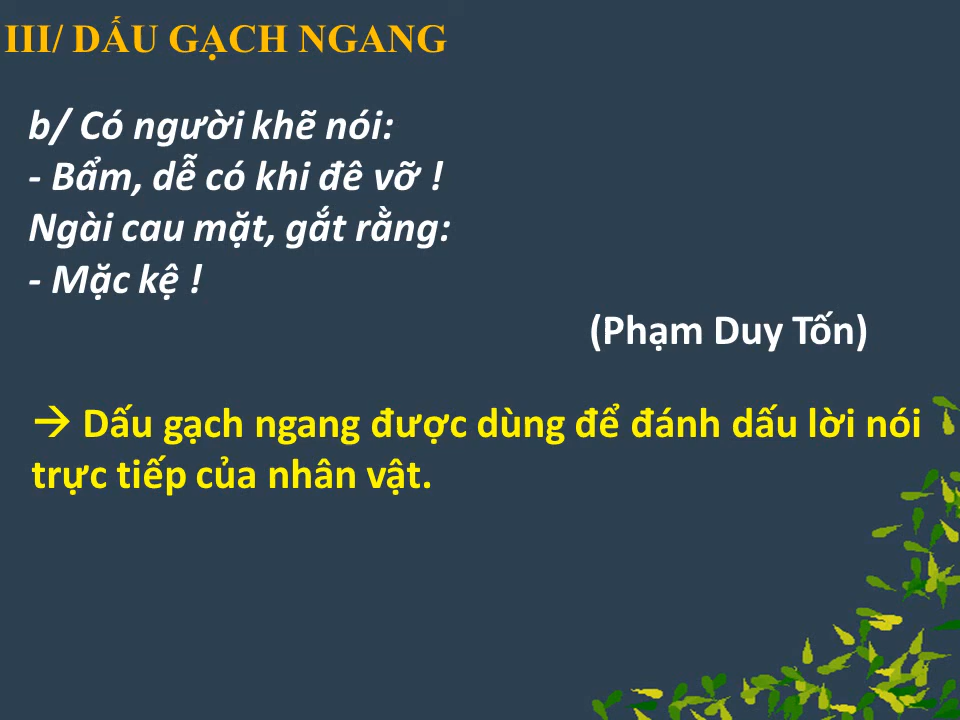 III/ DẤU GẠCH NGANG
b/ Có người khẽ nói:
- Bẩm, dễ có khi đê vỡ !
Ngài cau mặt, gắt rằng:
- Mặc kệ !
(Phạm Duy Tốn)
→ Dấu gạch ngang được dùng để đánh dấu lời nói
trực tiếp của nhân vật.